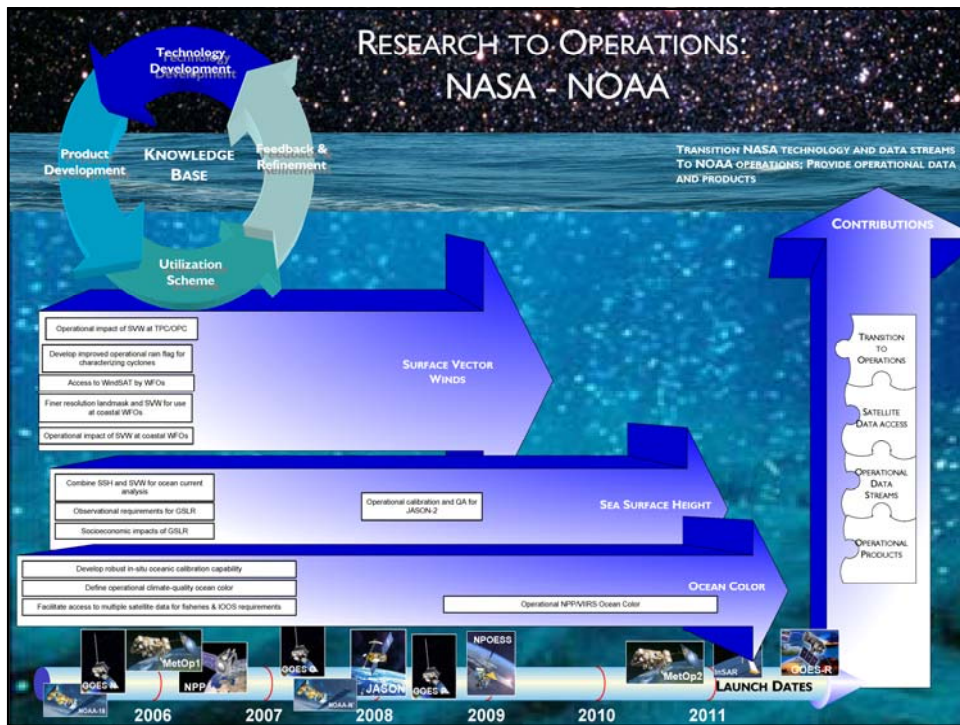 RESEARCH TO OPERATIONS:
NASA - NOAA
Technology
Development
Product
Development
KNOWLEDGE
BASE
Feedback &
Refinement
Utilization
Scheme
TRANSITION NASA TECHNOLOGY AND DATA STREAMS
TO NOAA OPERATIONS; PROVIDE OPERATIONAL DATA
AND PRODUCTS
CONTRIBUTIONS
TRANSITION
TO
OPERATIONS
SATELLITE
DATA ACCESS
OPERATIONAL
DATA
STREAMS
OPERATIONAL
PRODUCTS
Operational impact of SVW at TPC/OPC
Develop improved operational rain flag for
characterizing cyclones
Access to WindSAT by WFOs
Finer resolution landmask and SVW for use
at coastal WFOs
Operational impact of SVW at coastal WFOs
SURFACE VECTOR
WINDS
Combine SSH and SVW for ocean current
analysis
Observational requirements for GSLR
Socioeconomic impacts of GSLR
Operational calibration and QA for
JASON-2
SEA SURFACE HEIGHT
Develop robust in-situ oceanic calibration capability
Define operational climate-quality ocean color
Facilitate access to multiple satellite data for fisheries & IOOS requirements
Operational NPP/VIIRS Ocean Color
OCEAN COLOR
NOAA-18
GOES
MetOp1
NPP
GOES O
NOAA-N'
JASON
GOES P
NPOESS
MetOp2
InSAR
GOES-R
LAUNCH DATES
2006
2007
2008
2009
2010
2011